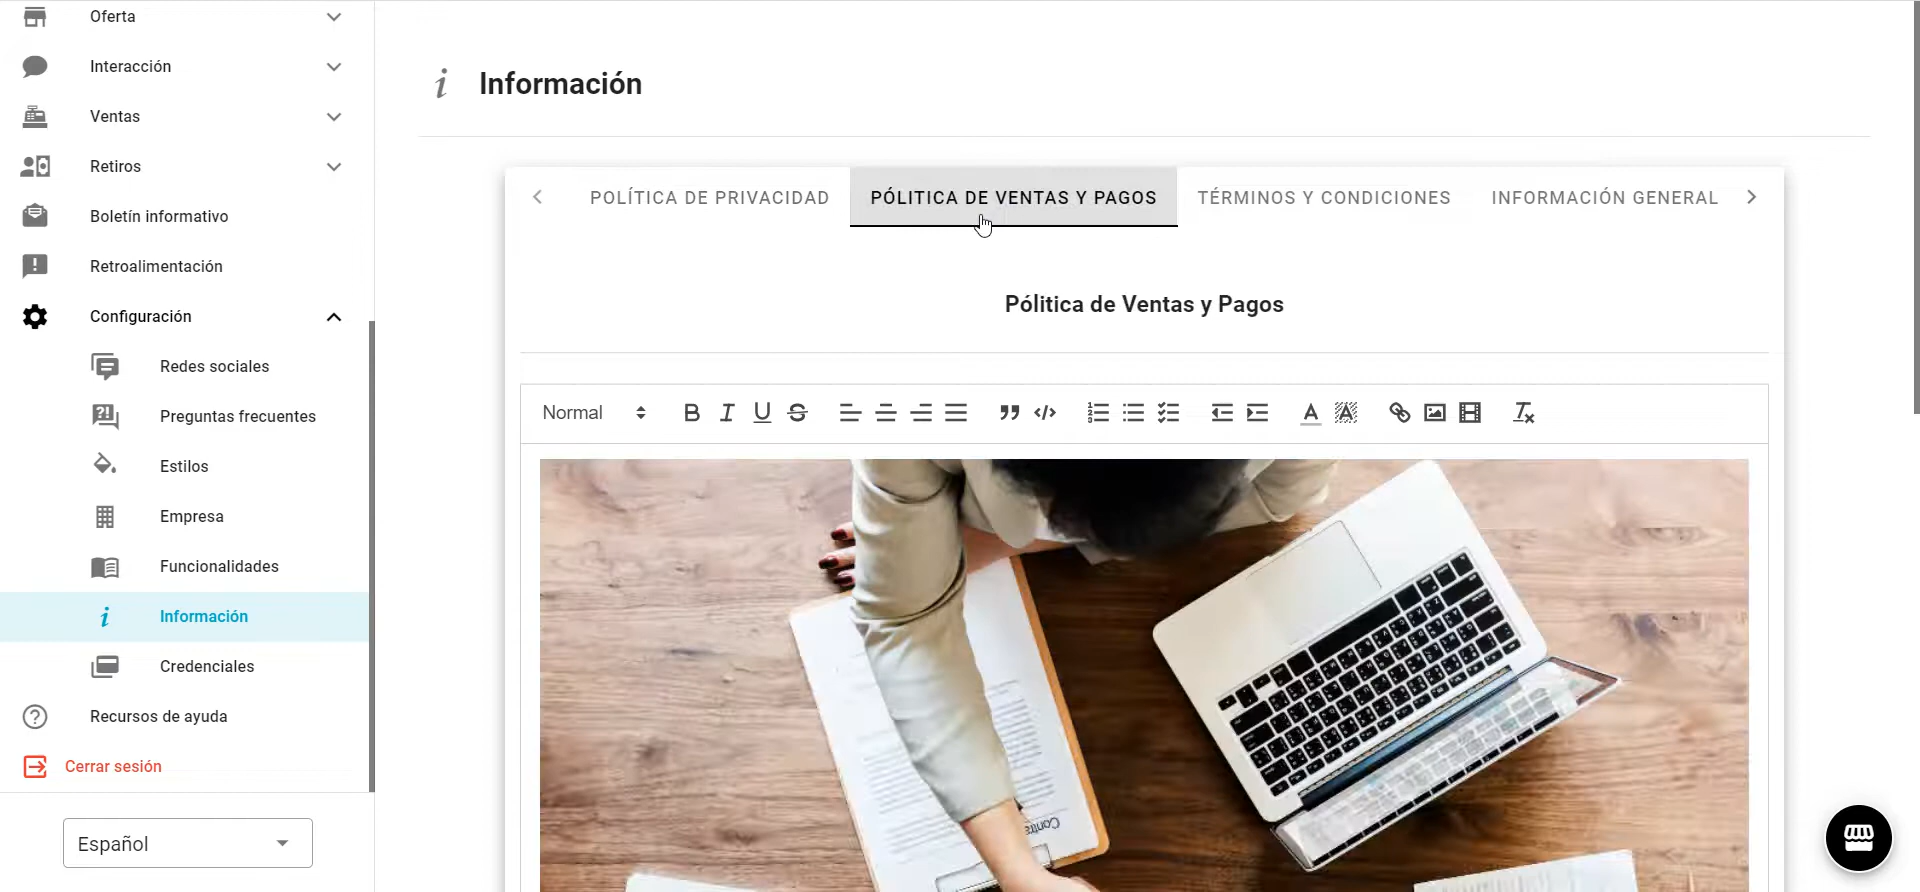 Oferta
Interacción
Ventas
Retiros
Boletín informativo
Retroalimentación
Configuración
Redes sociales
Preguntas frecuentes
Estilos
Empresa
Funcionalidades
Información
Credenciales
Recursos de ayuda
Cerrar sesión
Español
Información
POLÍTICA DE PRIVACIDAD
PÓLITICA DE VENTAS Y PAGOS
TÉRMINOS Y CONDICIONES
INFORMACIÓN GENERAL
Pólitica de Ventas y Pagos
Normal